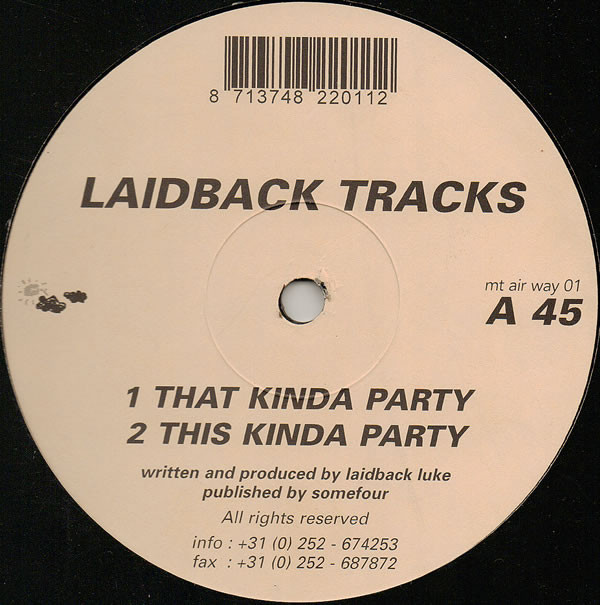 8 713748 220112
LAIDBACK TRACKS
mt air way 01
A 45
1 THAT KINDA PARTY
2 THIS KINDA PARTY
written and produced by laidback luke
published by somefour
All rights reserved
info : +31 (0) 252 - 674253
fax : +31 (0) 252 - 687872